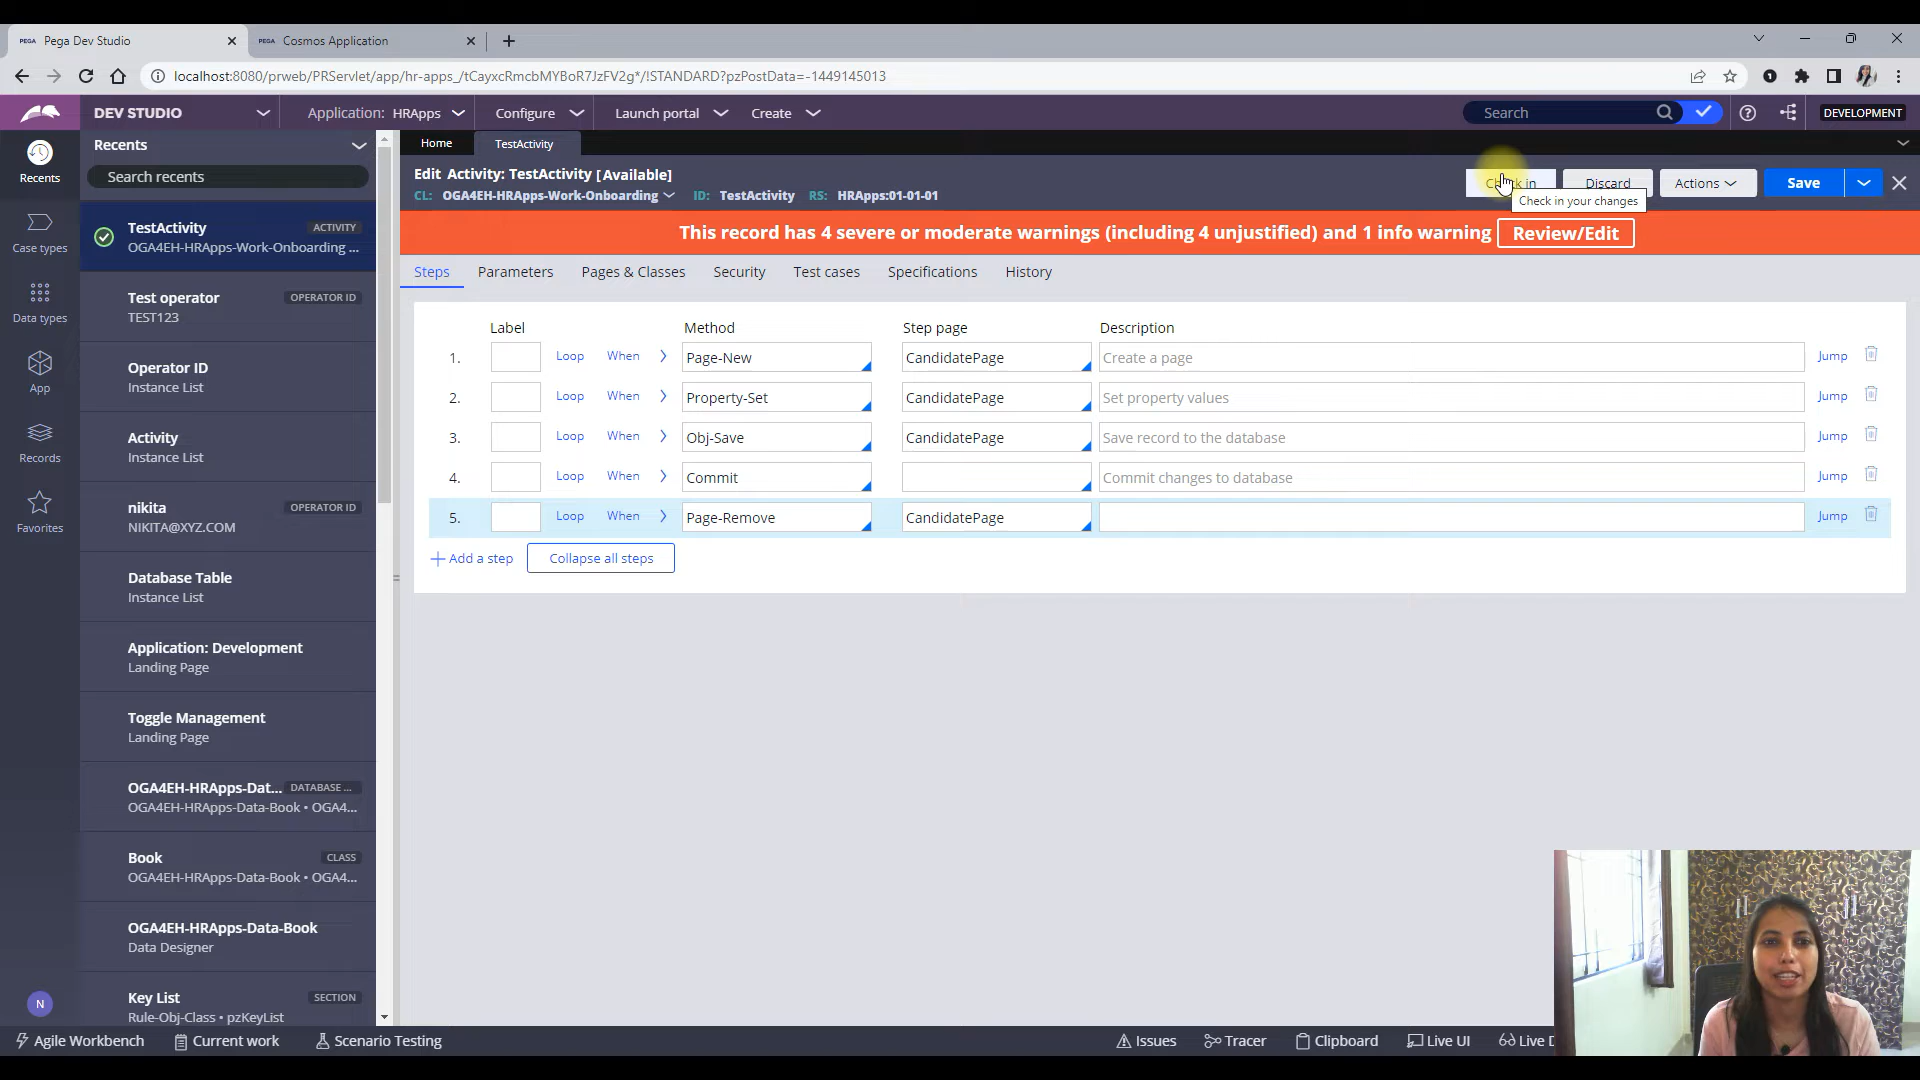 PEGA Pega Dev Studio
PEGA Cosmos Application
localhost:8080/prweb/PRServlet/app/hr-apps_/tCayxcRmcbMYBoR7JzFV2g*/!STANDARD?pzPostData=-1449145013
DEV STUDIO
Application: HRApps
Configure
Launch portal
Create
Search
DEVELOPMENT
Recents
Case types
Data types
App
Records
Favorites
N
Recents
Search recents
TestActivity ACTIVITY
OGA4EH-HRApps-Work-Onboarding ...
Test operator OPERATOR ID
TEST123
Operator ID
Instance List
Activity
Instance List
nikita OPERATOR ID
NIKITA@XYZ.COM
Database Table
Instance List
Application: Development
Landing Page
Toggle Management
Landing Page
OGA4EH-HRApps-Dat... DATABASE ...
OGA4EH-HRApps-Data-Book • OGA4...
Book CLASS
OGA4EH-HRApps-Data-Book • OGA4...
OGA4EH-HRApps-Data-Book
Data Designer
Key List SECTION
Rule-Obj-Class • pzKeyList
Home
TestActivity
Edit Activity: TestActivity [Available]
CL: OGA4EH-HRApps-Work-Onboarding ID: TestActivity RS: HRApps:01-01-01
Check in
Discard
Actions
Save
Check in your changes
This record has 4 severe or moderate warnings (including 4 unjustified) and 1 info warning Review/Edit
Steps Parameters Pages & Classes Security Test cases Specifications History
Label Method Step page Description
1. Loop When Page-New CandidatePage Create a page Jump
2. Loop When Property-Set CandidatePage Set property values Jump
3. Loop When Obj-Save CandidatePage Save record to the database Jump
4. Loop When Commit Commit changes to database Jump
5. Loop When Page-Remove CandidatePage Jump
Add a step Collapse all steps
Agile Workbench Current work Scenario Testing Issues Tracer Clipboard Live UI Live D